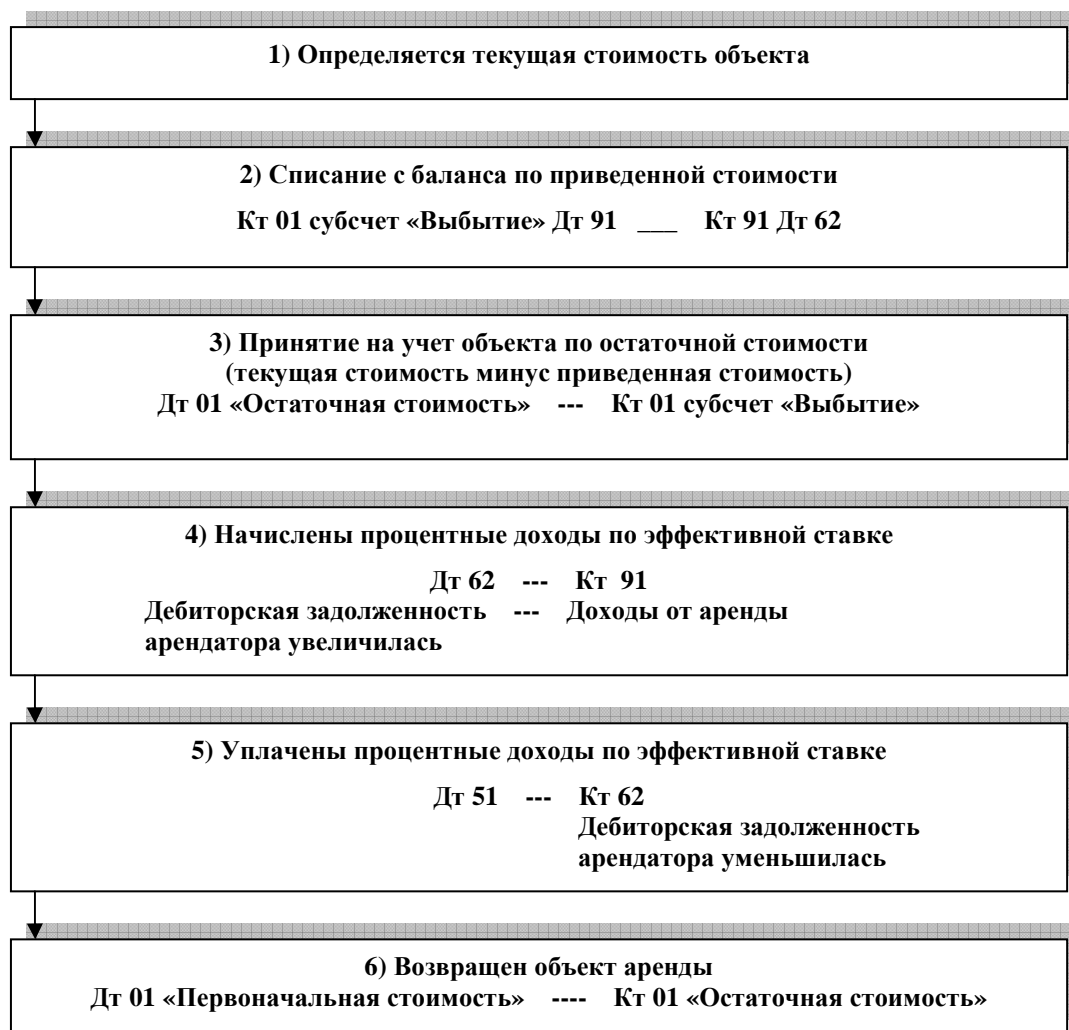 1) Определяется текущая стоимость объекта
2) Списание с баланса по приведенной стоимости
Кт 01 субсчет «Выбытие» Дт 91 ___ Кт 91 Дт 62
3) Принятие на учет объекта по остаточной стоимости
(текущая стоимость минус приведенная стоимость)
Дт 01 «Остаточная стоимость» --- Кт 01 субсчет «Выбытие»
4) Начислены процентные доходы по эффективной ставке
Дт 62 --- Кт 91
Дебиторская задолженность --- Доходы от аренды
арендатора увеличилась
5) Уплачены процентные доходы по эффективной ставке
Дт 51 --- Кт 62
Дебиторская задолженность
арендатора уменьшилась
6) Возвращен объект аренды
Дт 01 «Первоначальная стоимость» ---- Кт 01 «Остаточная стоимость»